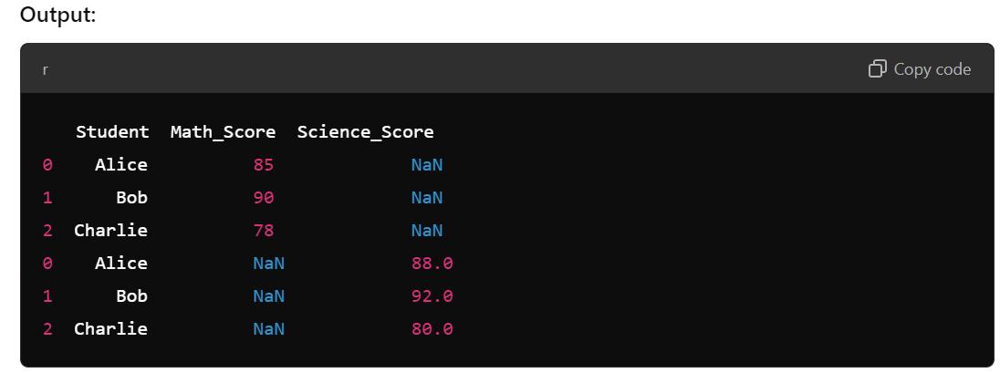 Output:
r Copy code
Student Math_Score Science_Score
0 Alice 85 NaN
1 Bob 90 NaN
2 Charlie 78 NaN
0 Alice NaN 88.0
1 Bob NaN 92.0
2 Charlie NaN 80.0